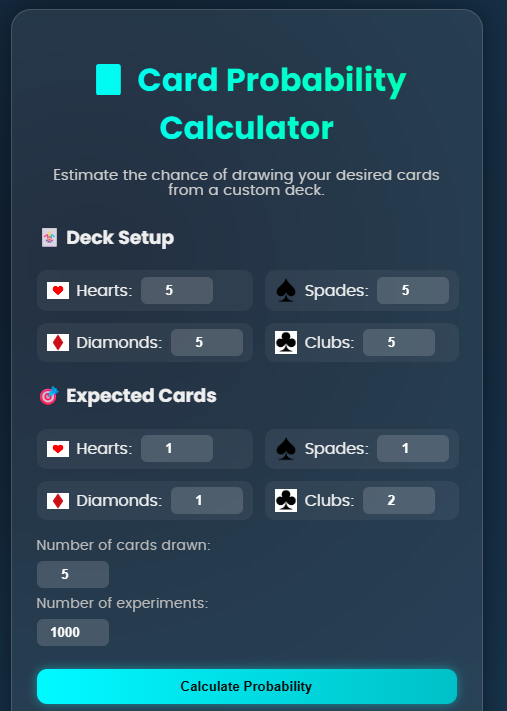 Card Probability
Calculator
Estimate the chance of drawing your desired cards
from a custom deck.
Deck Setup
Hearts: 5 Spades: 5
Diamonds: 5 Clubs: 5
Expected Cards
Hearts: 1 Spades: 1
Diamonds: 1 Clubs: 2
Number of cards drawn:
5
Number of experiments:
1000
Calculate Probability